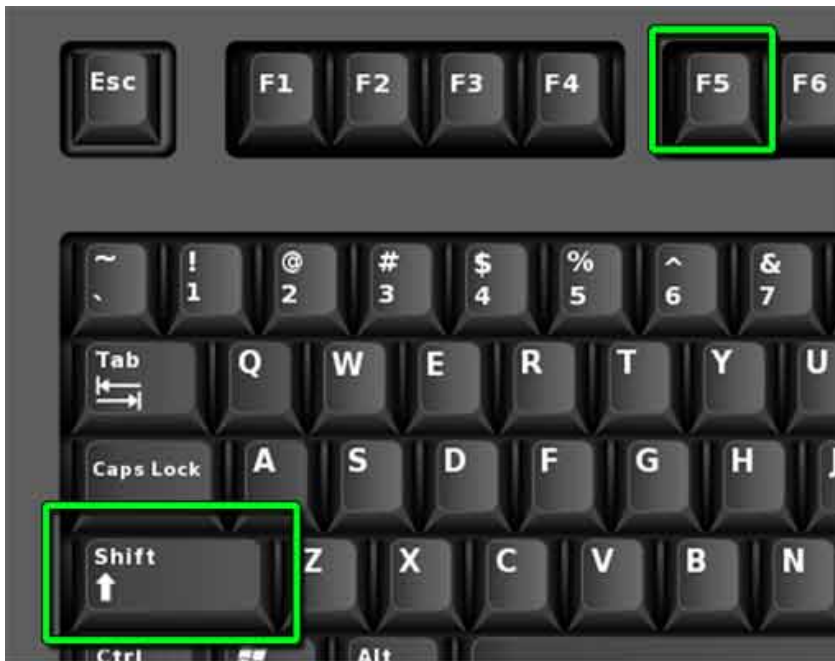 Esc F1 F2 F3 F4 F5 F6
~ ! @ # $ % ^ &
` 1 2 3 4 5 6 7
Tab Q W E R T Y U
Caps Lock A S D F G H
Shift Z X C V B N
Ctrl Alt